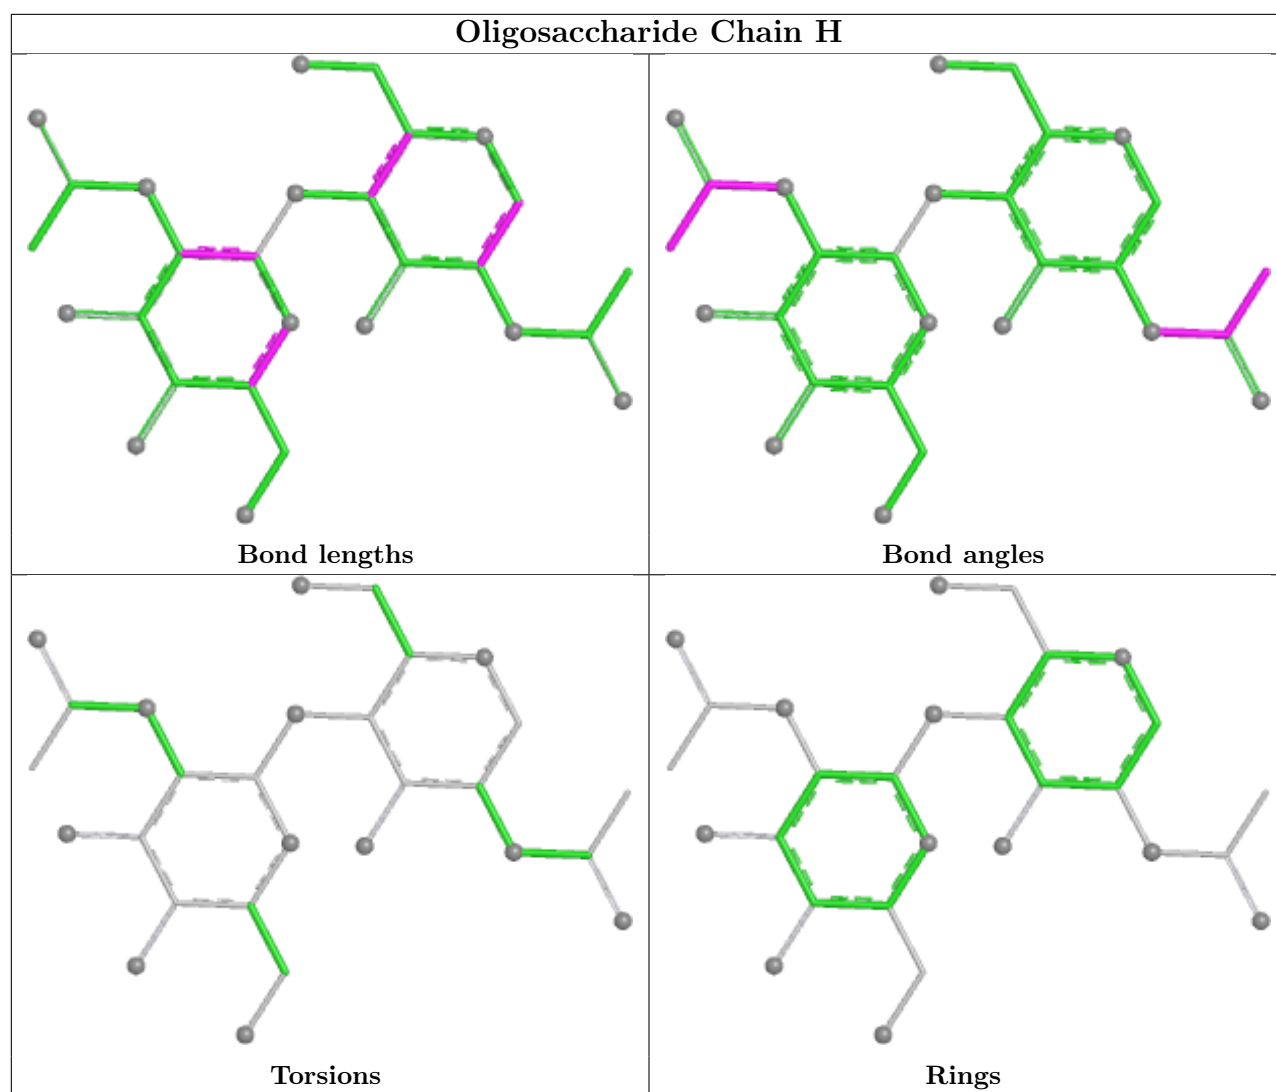 Oligosaccharide Chain H
Bond lengths
Bond angles
Torsions
Rings